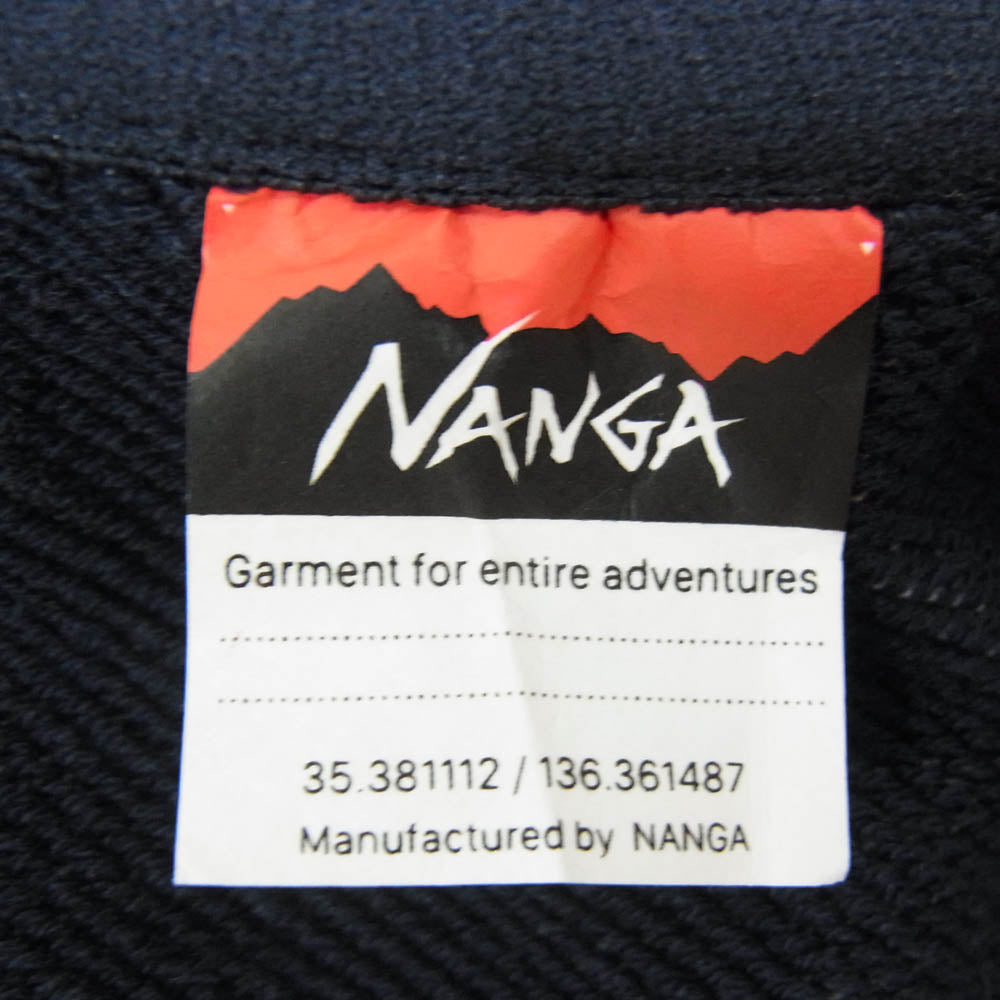 NANGA
Garment for entire adventures
35.381112 / 136.361487
Manufactured by NANGA